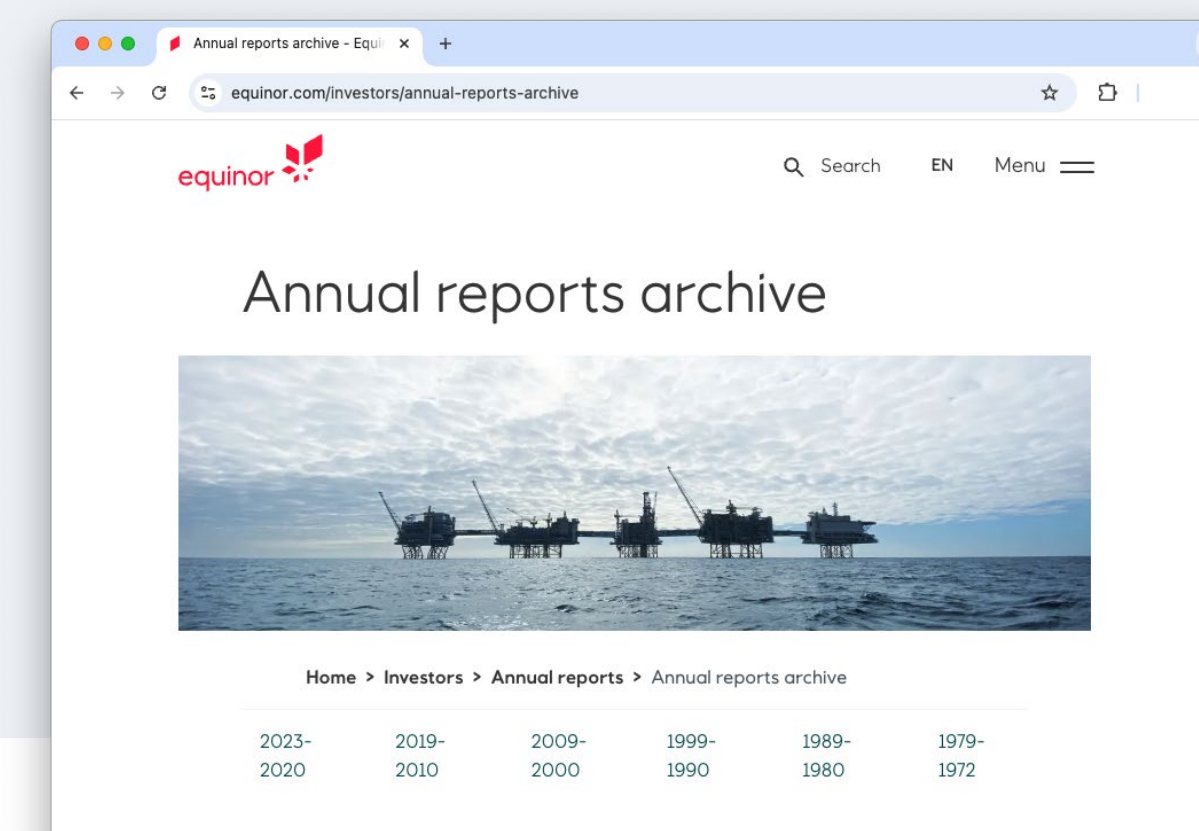 Annual reports archive - Equi
equinor.com/investors/annual-reports-archive
equinor
Search EN Menu
Annual reports archive
Home > Investors > Annual reports > Annual reports archive
2023- 2019- 2009- 1999- 1989- 1979-
2020 2010 2000 1990 1980 1972